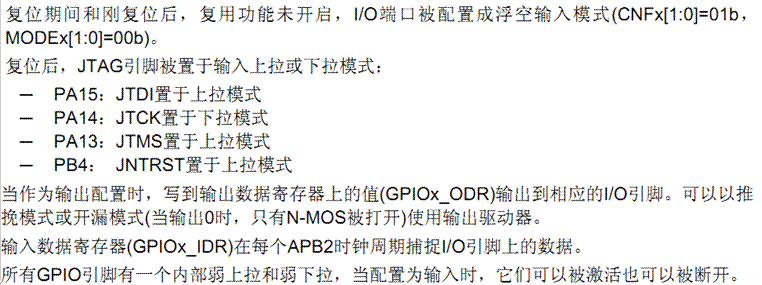 复位期间和刚复位后，复用功能未开启，I/O端口被配置成浮空输入模式(CNFx[1:0]=01b，
MODEx[1:0]=00b)。
复位后，JTAG引脚被置于输入上拉或下拉模式：
— PA15：JTDI置于上拉模式
— PA14：JTCK置于下拉模式
— PA13：JTMS置于上拉模式
— PB4： JNTRST置于上拉模式
当作为输出配置时，写到输出数据寄存器上的值(GPIOx_ODR)输出到相应的I/O引脚。可以以推
挽模式或开漏模式(当输出0时，只有N-MOS被打开)使用输出驱动器。
输入数据寄存器(GPIOx_IDR)在每个APB2时钟周期捕捉I/O引脚上的数据。
所有GPIO引脚有一个内部弱上拉和弱下拉，当配置为输入时，它们可以被激活也可以被断开。